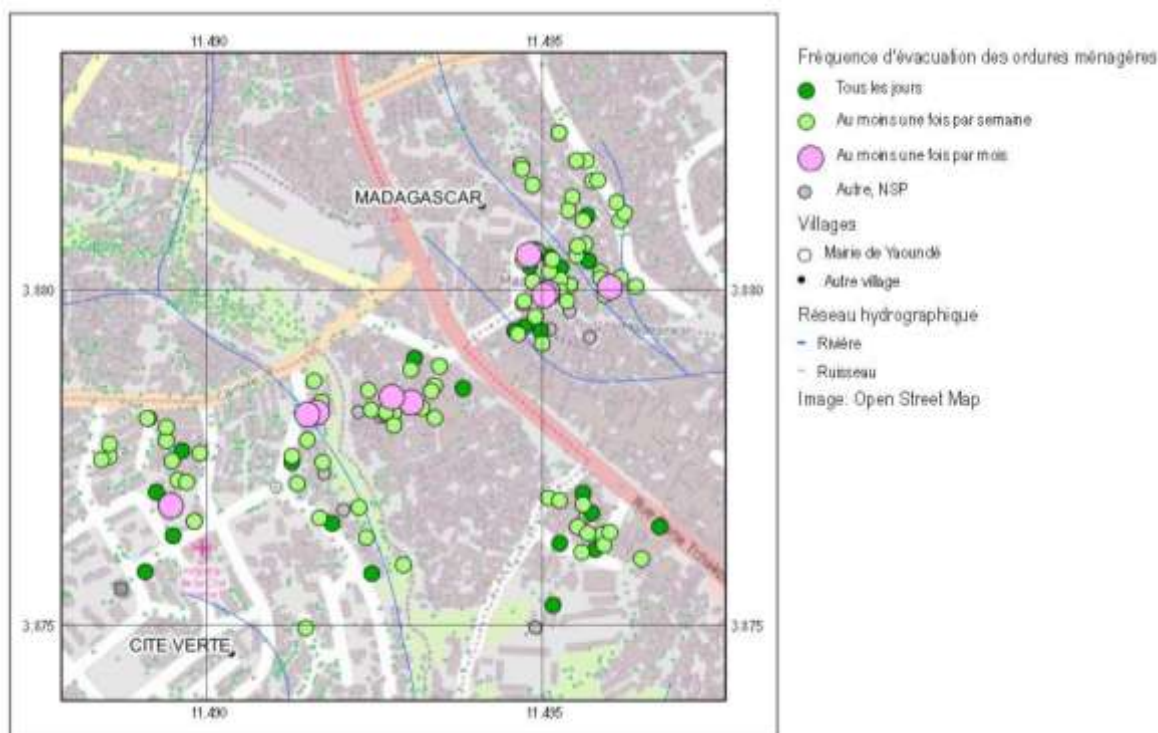 11.490 11.495
MADAGASCAR
3.880 3.880
3.875 3.875
CITE VERTE
11.490 11.495
Fréquence d'évacuation des ordures ménagères
Tous les jours
Au moins une fois par semaine
Au moins une fois par mois
Autre, NSP
Villages
Mairie de Yaoundé
Autre village
Réseau hydrographique
Rivière
Ruisseau
Image: Open Street Map